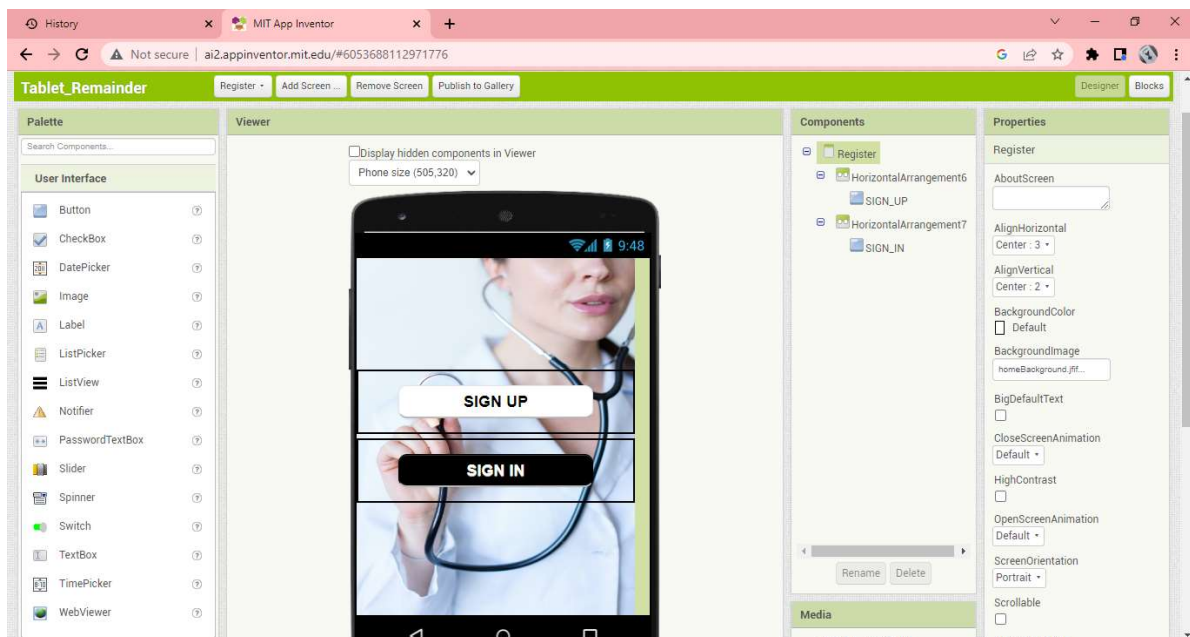 History
MIT App Inventor
Not secure
ai2.appinventor.mit.edu/#6053688112971776
Tablet_Remainder
Register
Add Screen ...
Remove Screen
Publish to Gallery
Designer
Blocks
Palette
Search Components...
User Interface
Button
CheckBox
DatePicker
Image
Label
ListPicker
ListView
Notifier
PasswordTextBox
Slider
Spinner
Switch
TextBox
TimePicker
WebViewer
Viewer
Display hidden components in Viewer
Phone size (505,320)
9:48
SIGN UP
SIGN IN
Components
Register
HorizontalArrangement6
SIGN_UP
HorizontalArrangement7
SIGN_IN
Rename
Delete
Media
Properties
Register
AboutScreen
AlignHorizontal
Center : 3
AlignVertical
Center : 2
BackgroundColor
Default
BackgroundImage
homeBackground.jfif...
BigDefaultText
CloseScreenAnimation
Default
HighContrast
OpenScreenAnimation
Default
ScreenOrientation
Portrait
Scrollable